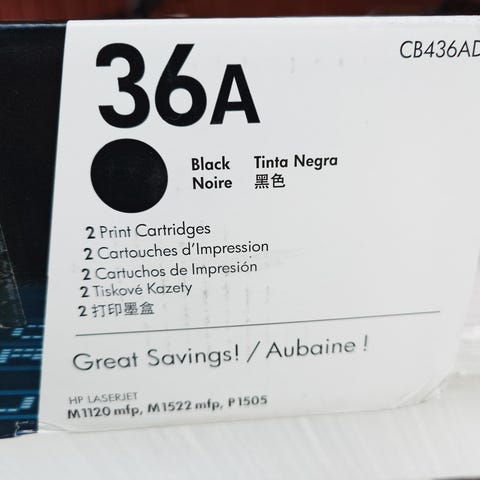 36A
CB436AD
Black Tinta Negra
Noire 黑色
2 Print Cartridges
2 Cartouches d'Impression
2 Cartuchos de Impresión
2 Tiskové Kazety
2 打印墨盒
Great Savings! / Aubaine !
HP LASERJET
M1120 mfp, M1522 mfp, P1505